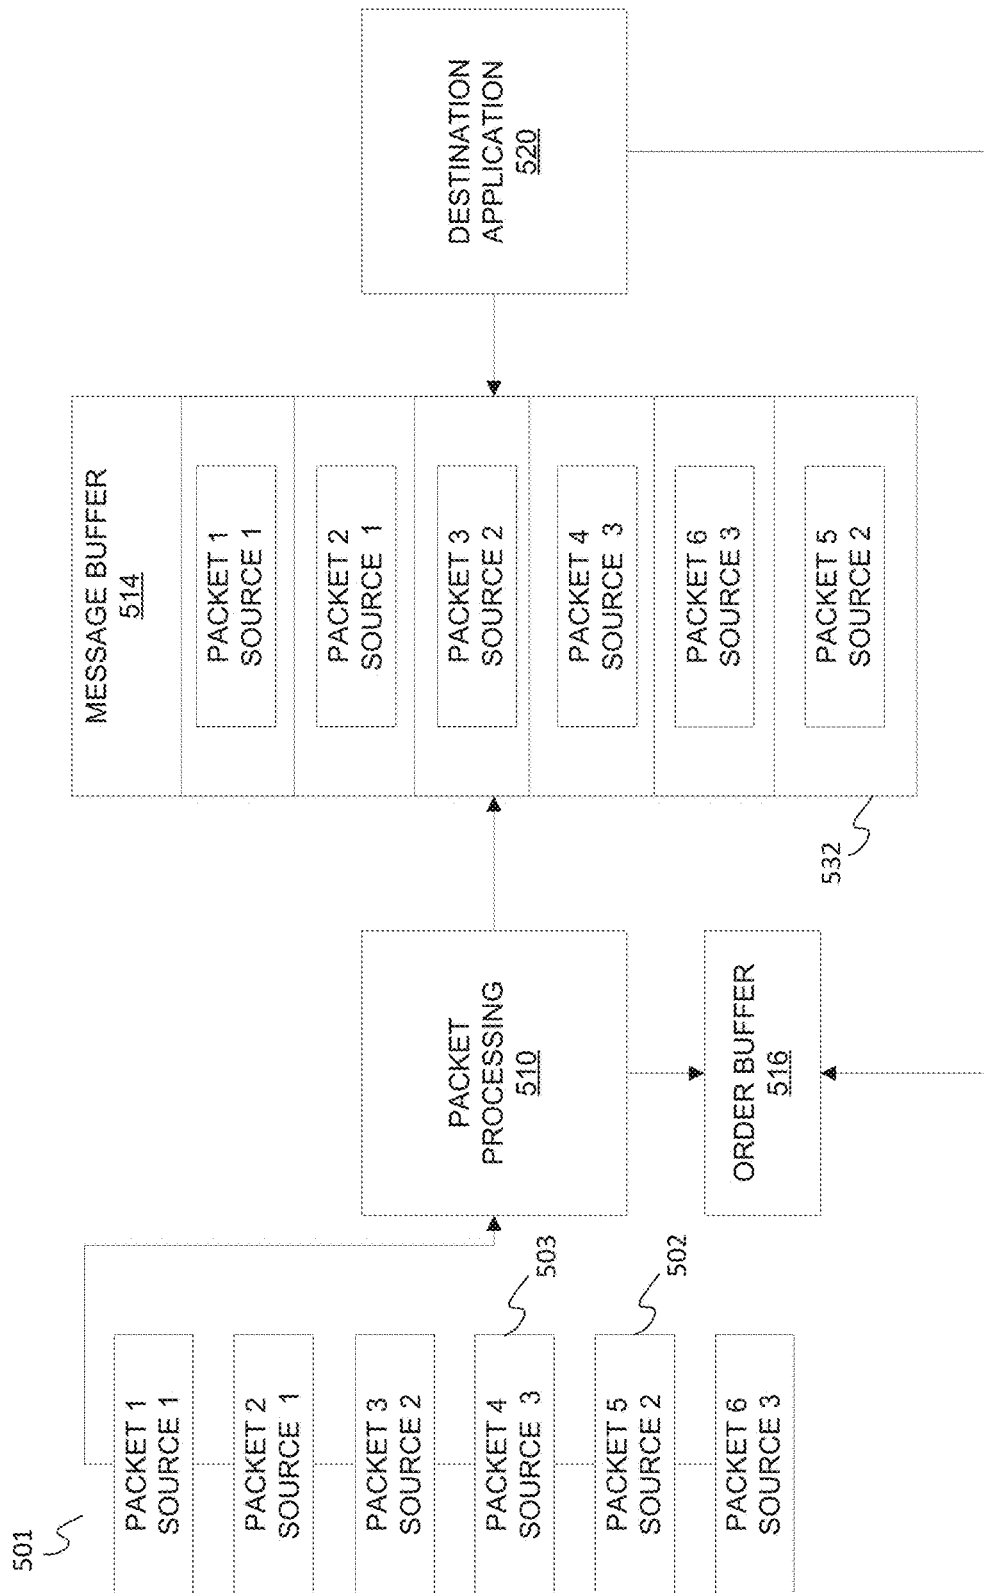 501
PACKET 1
SOURCE 1
PACKET 2
SOURCE 1
PACKET 3
SOURCE 2
PACKET 4
SOURCE 3
503
PACKET 5
SOURCE 2
502
PACKET 6
SOURCE 3
PACKET
PROCESSING
510
ORDER BUFFER
516
MESSAGE BUFFER
514
PACKET 1
SOURCE 1
PACKET 2
SOURCE 1
PACKET 3
SOURCE 2
PACKET 4
SOURCE 3
PACKET 6
SOURCE 3
PACKET 5
SOURCE 2
532
DESTINATION
APPLICATION
520